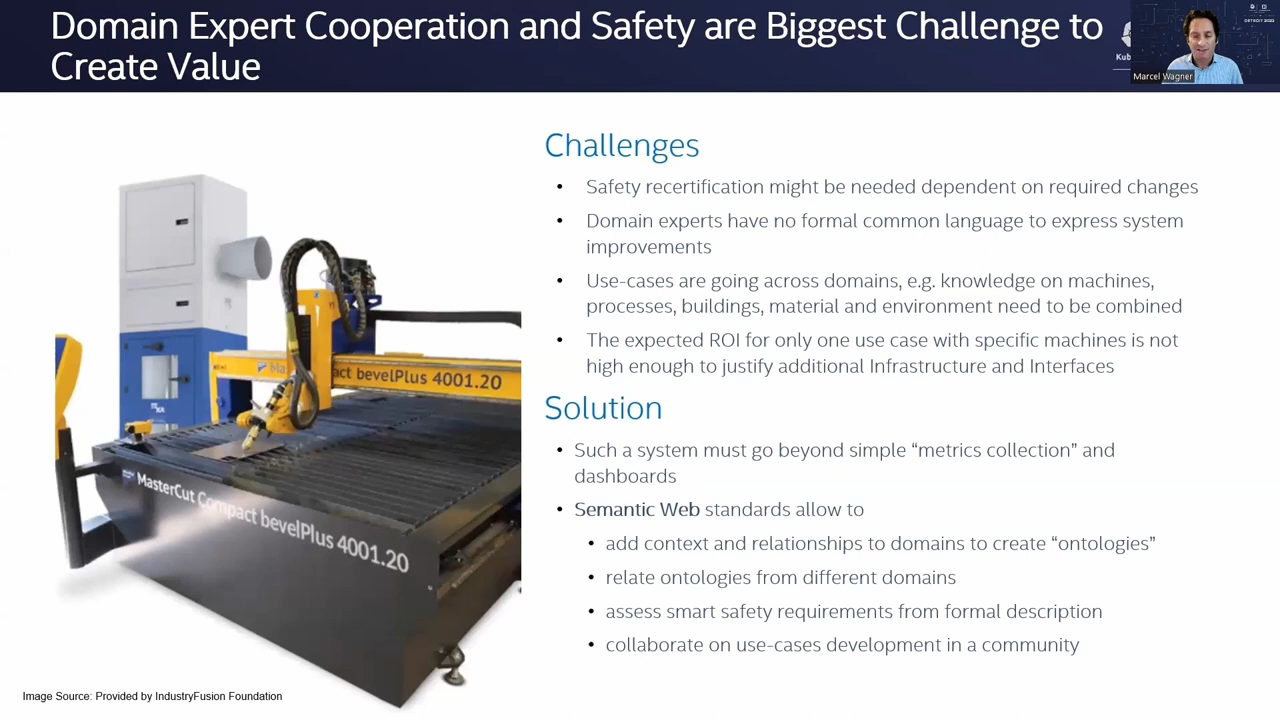 Domain Expert Cooperation and Safety are Biggest Challenge to
Create Value
Marcel Wagner
DETROIT 2022
Challenges
• Safety recertification might be needed dependent on required changes
• Domain experts have no formal common language to express system
improvements
• Use-cases are going across domains, e.g. knowledge on machines,
processes, buildings, material and environment need to be combined
• The expected ROI for only one use case with specific machines is not
high enough to justify additional Infrastructure and Interfaces
Solution
• Such a system must go beyond simple “metrics collection” and
dashboards
• Semantic Web standards allow to
• add context and relationships to domains to create “ontologies”
• relate ontologies from different domains
• assess smart safety requirements from formal description
• collaborate on use-cases development in a community
bevelPlus 4001.20
MasterCut Compact bevelPlus 4001.20
Image Source: Provided by IndustryFusion Foundation